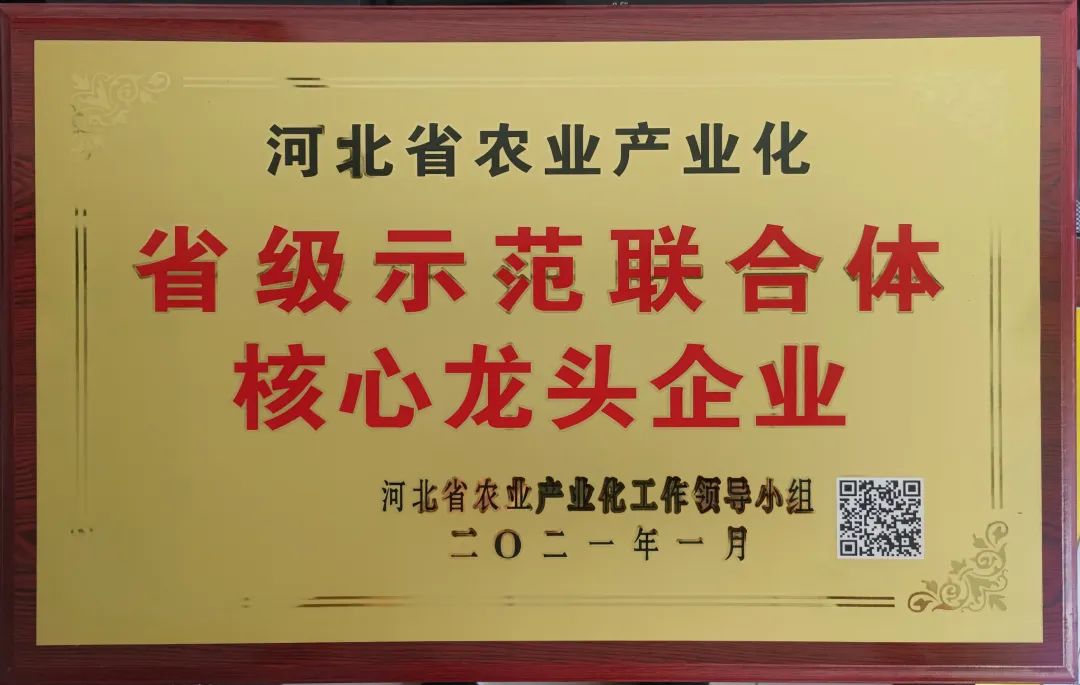 河北省农业产业化
省级示范联合体
核心龙头企业
河北省农业产业化工作领导小组
二〇二一年一月